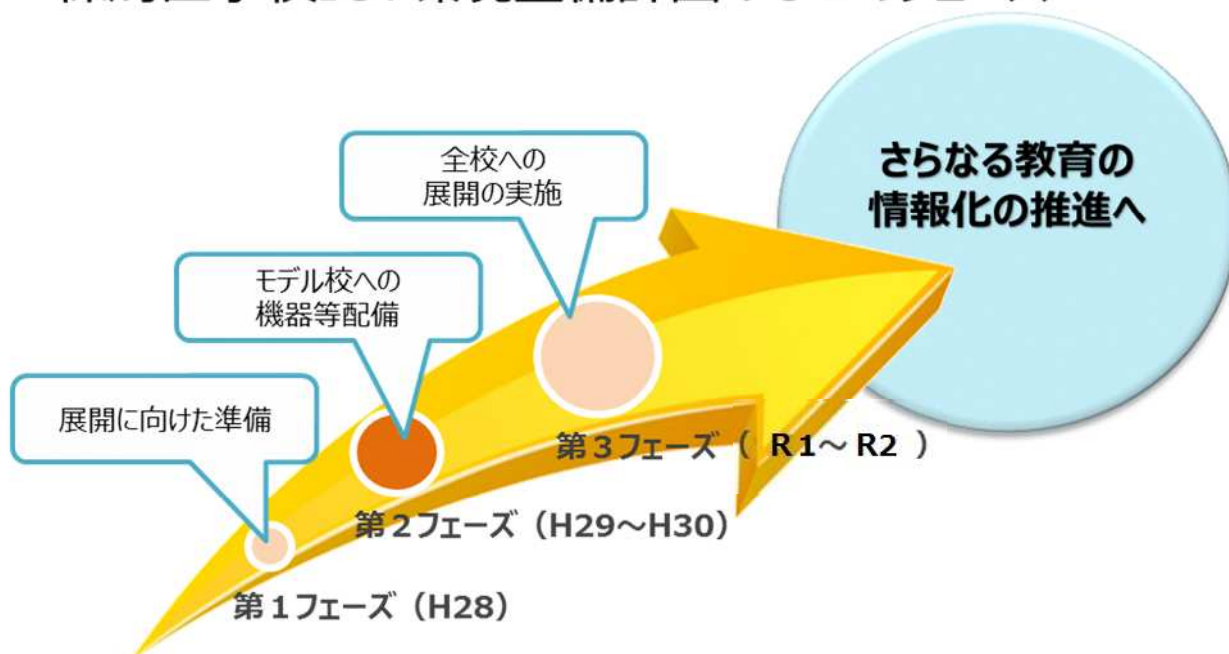 さらなる教育の
情報化の推進へ
全校への
展開の実施
モデル校への
機器等配備
展開に向けた準備
第３フェーズ（ R1～R2 ）
第２フェーズ（H29～H30）
第１フェーズ（H28）